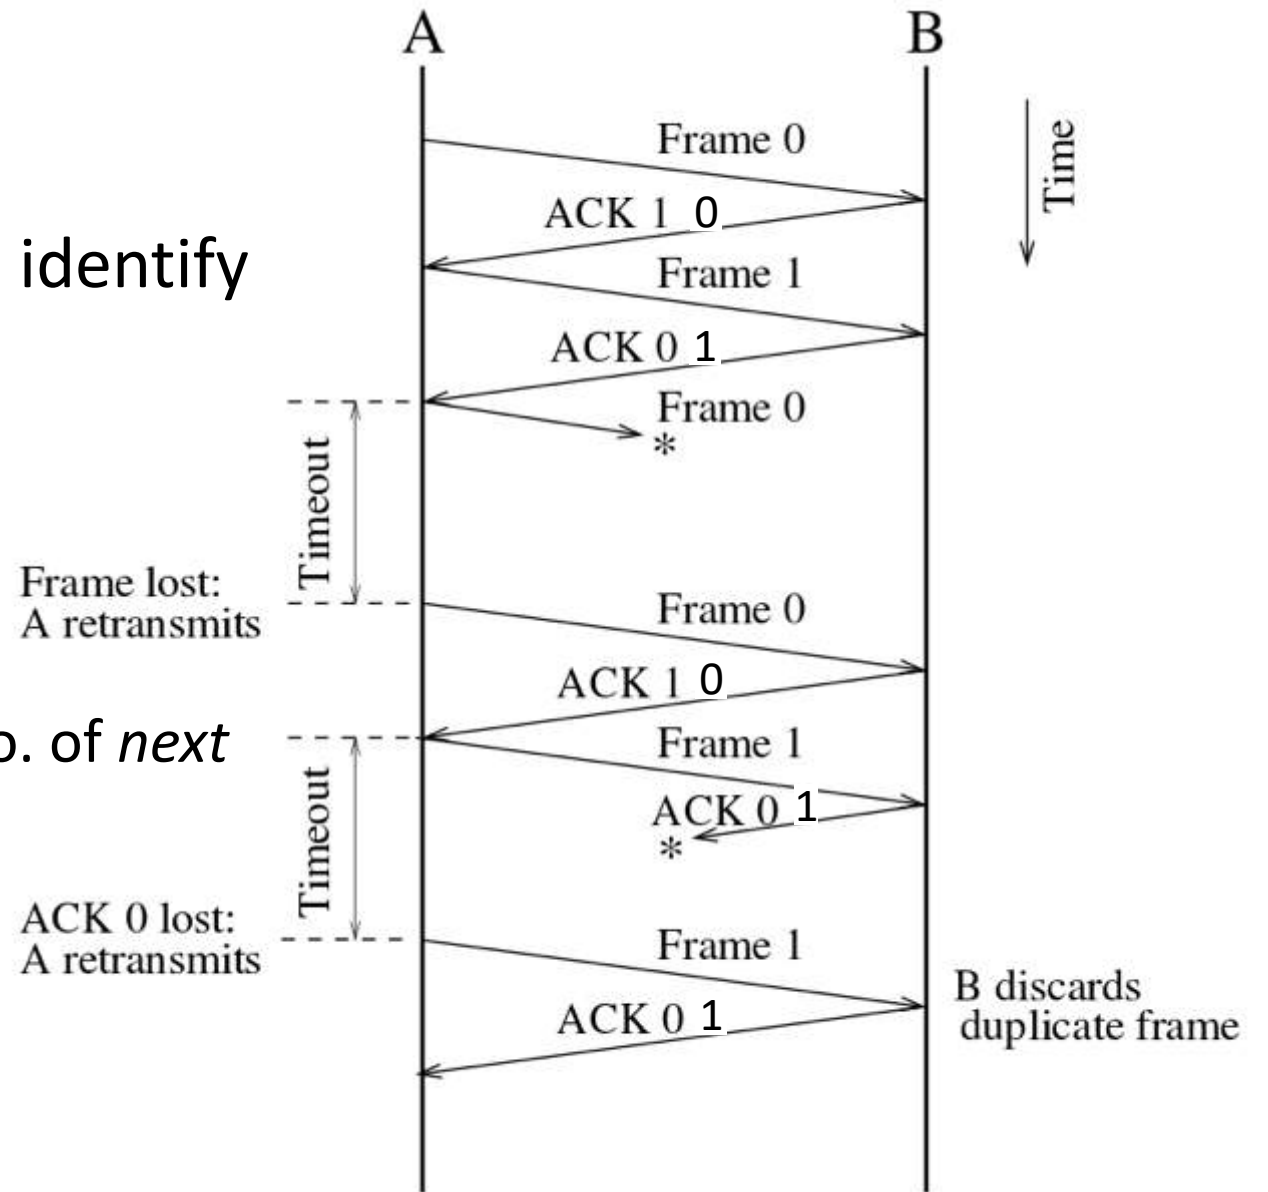 A B
Frame 0
Time
ACK 1 0
identify
Frame 1
ACK 0 1
Frame 0
*
Timeout
Frame lost:
A retransmits
Frame 0
ACK 1 0
o. of next
Frame 1
ACK 0 1
*
Timeout
ACK 0 lost:
A retransmits
Frame 1
B discards
duplicate frame
ACK 0 1